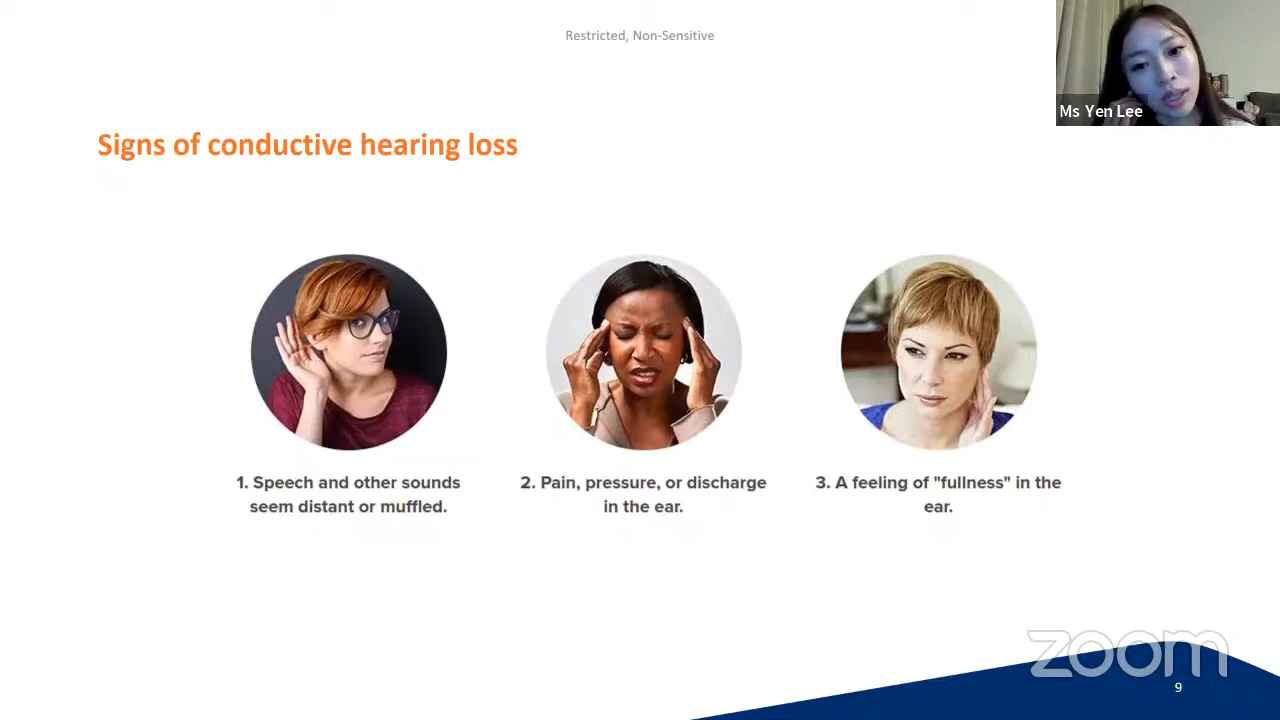 Restricted, Non-Sensitive
Ms Yen Lee
Signs of conductive hearing loss
1. Speech and other sounds
seem distant or muffled.
2. Pain, pressure, or discharge
in the ear.
3. A feeling of "fullness" in the
ear.
zoom
9